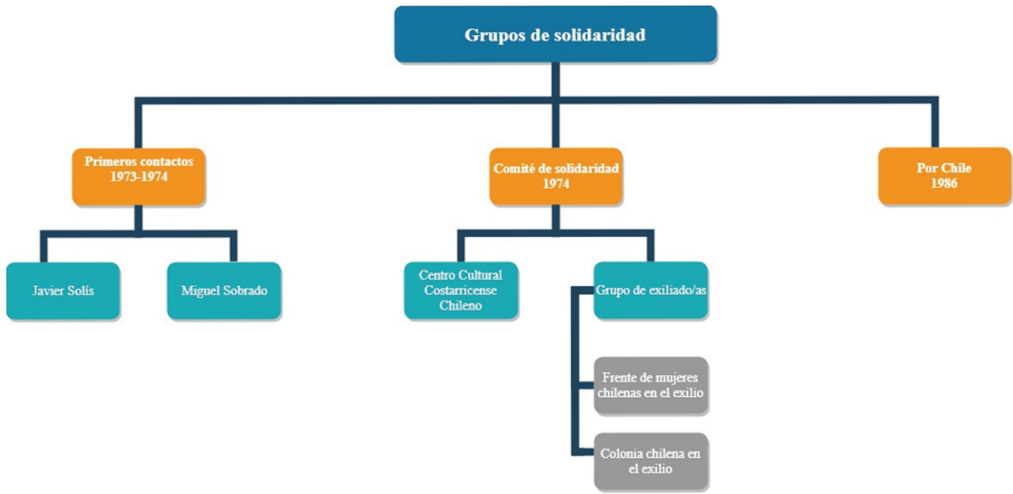 Grupos de solidaridad
Primeros contactos
1973-1974
Comité de solidaridad
1974
Por Chile
1986
Javier Solís
Miguel Sobrado
Centro Cultural
Costarricense
Chileno
Grupo de exiliado/as
Frente de mujeres
chilenas en el exilio
Colonia chilena en
el exilio